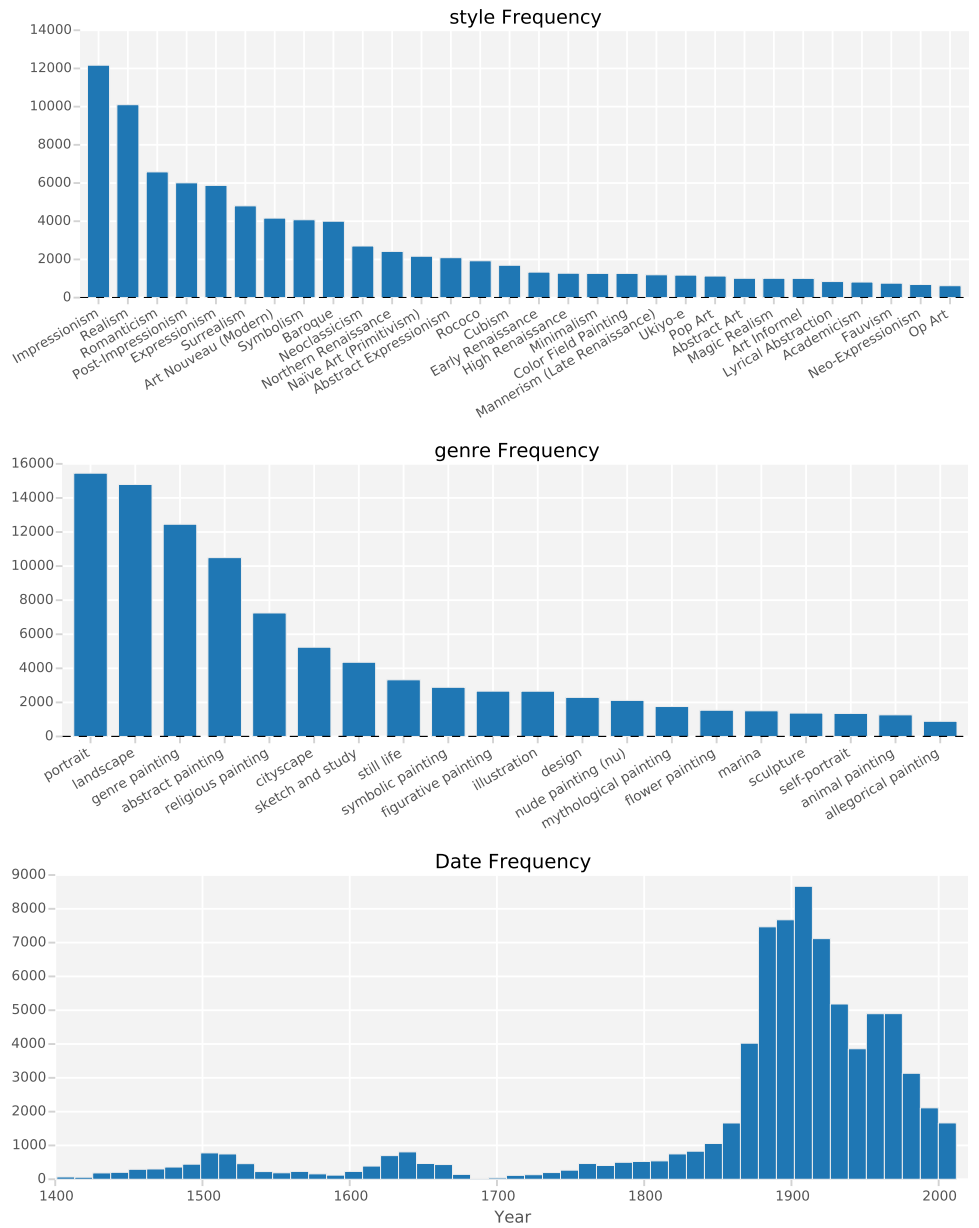 style Frequency
14000
12000
10000
8000
6000
4000
2000
0
Impressionism
Realism
Romanticism
Post-Impressionism
Expressionism
Surrealism
Art Nouveau (Modern)
Symbolism
Baroque
Neoclassicism
Northern Renaissance
Naïve Art (Primitivism)
Abstract Expressionism
Rococo
Cubism
Early Renaissance
High Renaissance
Minimalism
Color Field Painting
Mannerism (Late Renaissance)
Ukiyo-e
Pop Art
Abstract Art
Magic Realism
Art Informel
Lyrical Abstraction
Academicism
Fauvism
Neo-Expressionism
Op Art
genre Frequency
16000
14000
12000
10000
8000
6000
4000
2000
0
portrait
landscape
genre painting
abstract painting
religious painting
cityscape
sketch and study
still life
symbolic painting
figurative painting
illustration
design
nude painting (nu)
mythological painting
flower painting
marina
sculpture
self-portrait
animal painting
allegorical painting
Date Frequency
9000
8000
7000
6000
5000
4000
3000
2000
1000
0
1400 1500 1600 1700 1800 1900 2000
Year